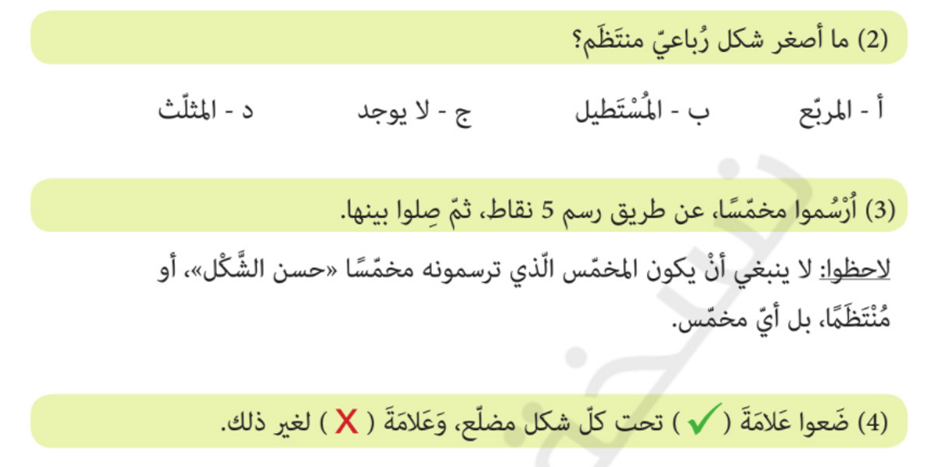 (2) ما أصغر شكل رُباعيّ منتَظَم؟
أ - المربّع ب - المُسْتَطيل ج - لا يوجد د - المثلّث
(3) أُرْسُموا مخمّسًا، عن طريق رسم 5 نقاط، ثمّ صِلوا بينها.
لاحظوا: لا ينبغي أنْ يكون المخمّس الّذي ترسمونه مخمّسًا «حسن الشَّكْل»، أو
مُنْتَظَمًا، بل أيّ مخمّس.
(4) ضَعوا عَلامَةَ (✓) تحت كلّ شكل مضلّع، وَعَلامَةَ (X) لغير ذلك.